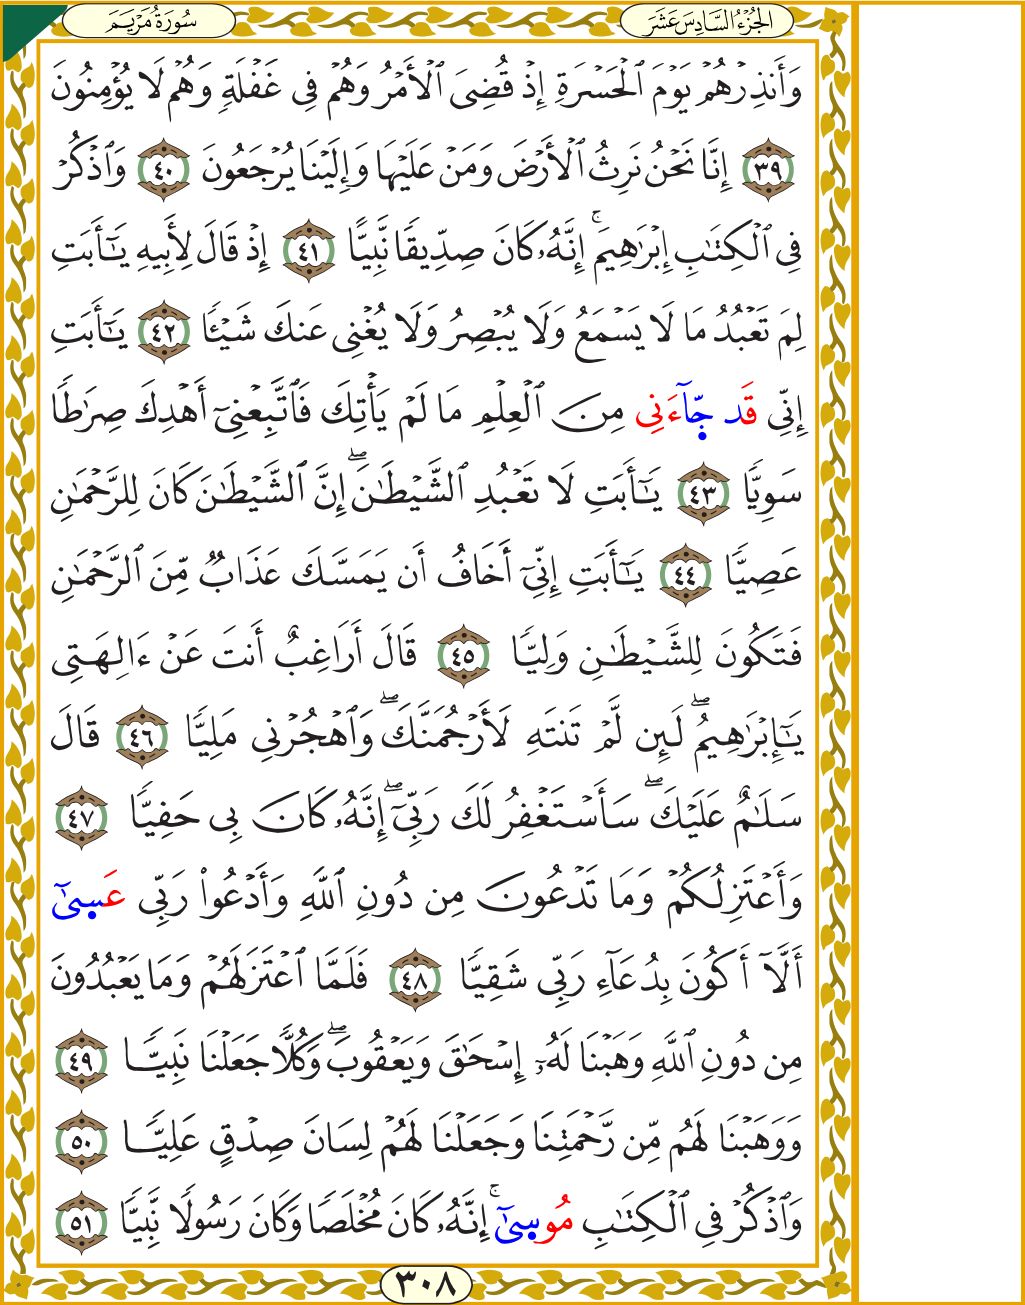 الجُزْءُ السَّادِسَ عَشَرَ
سُورَةُ مَرْيَمَ
وَأَنذِرْهُمْ يَوْمَ ٱلْحَسْرَةِ إِذْ قُضِىَ ٱلْأَمْرُ وَهُمْ فِى غَفْلَةٍ وَهُمْ لَا يُؤْمِنُونَ
٣٩ إِنَّا نَحْنُ نَرِثُ ٱلْأَرْضَ وَمَنْ عَلَيْهَا وَإِلَيْنَا يُرْجَعُونَ ٤٠ وَٱذْكُرْ
فِى ٱلْكِتَٰبِ إِبْرَٰهِيمَ ۚ إِنَّهُۥ كَانَ صِدِّيقًا نَّبِيًّا ٤١ إِذْ قَالَ لِأَبِيهِ يَٰٓأَبَتِ
لِمَ تَعْبُدُ مَا لَا يَسْمَعُ وَلَا يُبْصِرُ وَلَا يُغْنِى عَنكَ شَيْـًٔا ٤٢ يَٰٓأَبَتِ
إِنِّى قَد جَّآءَنِى مِنَ ٱلْعِلْمِ مَا لَمْ يَأْتِكَ فَٱتَّبِعْنِىٓ أَهْدِكَ صِرَٰطًا
سَوِيًّا ٤٣ يَٰٓأَبَتِ لَا تَعْبُدِ ٱلشَّيْطَٰنَ ۖ إِنَّ ٱلشَّيْطَٰنَ كَانَ لِلرَّحْمَٰنِ
عَصِيًّا ٤٤ يَٰٓأَبَتِ إِنِّىٓ أَخَافُ أَن يَمَسَّكَ عَذَابٌ مِّنَ ٱلرَّحْمَٰنِ
فَتَكُونَ لِلشَّيْطَٰنِ وَلِيًّا ٤٥ قَالَ أَرَاغِبٌ أَنتَ عَنْ ءَالِهَتِى
يَٰٓإِبْرَٰهِيمُ ۖ لَئِن لَّمْ تَنتَهِ لَأَرْجُمَنَّكَ ۖ وَٱهْجُرْنِى مَلِيًّا ٤٦ قَالَ
سَلَٰمٌ عَلَيْكَ ۖ سَأَسْتَغْفِرُ لَكَ رَبِّىٓ ۖ إِنَّهُۥ كَانَ بِى حَفِيًّا ٤٧
وَأَعْتَزِلُكُمْ وَمَا تَدْعُونَ مِن دُونِ ٱللَّهِ وَأَدْعُوا۟ رَبِّى عَسِىٰٓ
أَلَّآ أَكُونَ بِدُعَآءِ رَبِّى شَقِيًّا ٤٨ فَلَمَّا ٱعْتَزَلَهُمْ وَمَا يَعْبُدُونَ
مِن دُونِ ٱللَّهِ وَهَبْنَا لَهُۥٓ إِسْحَٰقَ وَيَعْقُوبَ ۖ وَكُلًّا جَعَلْنَا نَبِيًّا ٤٩
وَوَهَبْنَا لَهُم مِّن رَّحْمَتِنَا وَجَعَلْنَا لَهُمْ لِسَانَ صِدْقٍ عَلِيًّا ٥٠
وَٱذْكُرْ فِى ٱلْكِتَٰبِ مُوسِىٰٓ ۚ إِنَّهُۥ كَانَ مُخْلَصًا وَكَانَ رَسُولًا نَّبِيًّا ٥١
٣٠٨